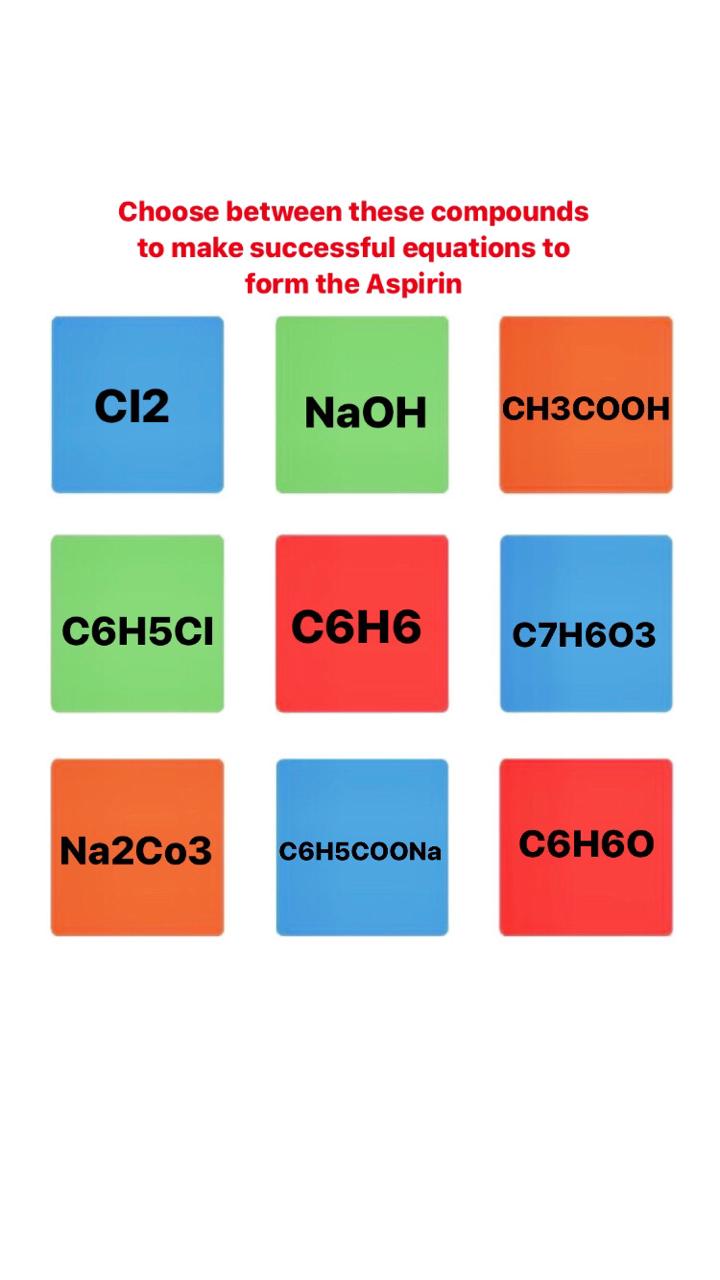 Choose between these compounds
to make successful equations to
form the Aspirin
Cl2
NaOH
CH3COOH
C6H5Cl
C6H6
C7H6O3
Na2Co3
C6H5COONa
C6H6O